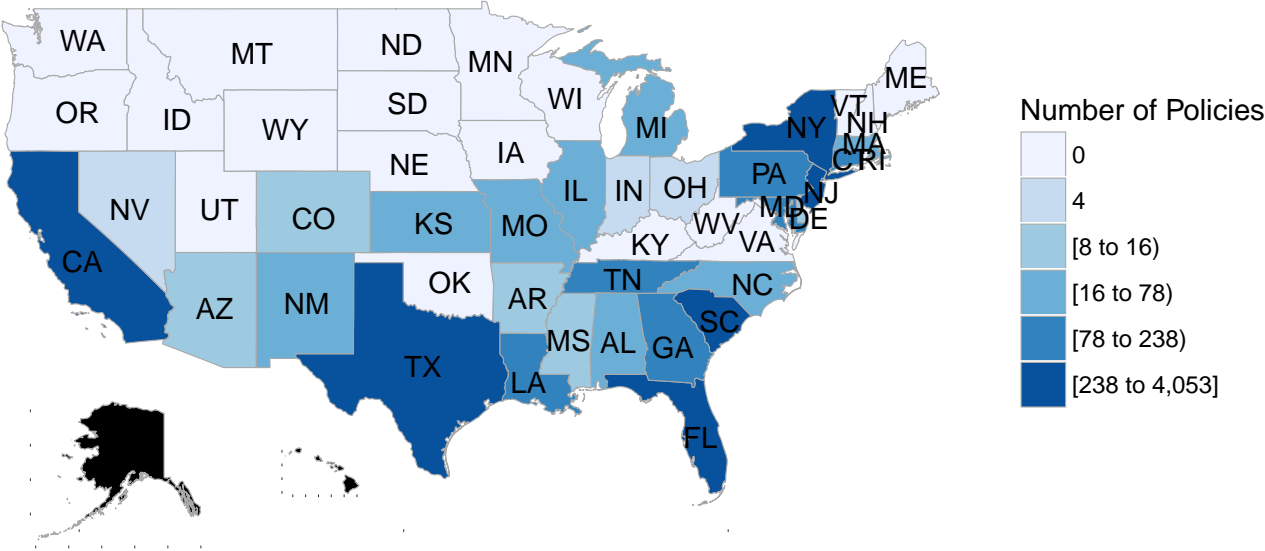 WA
MT
ND
MN
ME
OR
ID
SD
WI
VT
NH
WY
MI
NY
MA
CT
RI
NE
IA
PA
NV
UT
CO
KS
MO
IL
IN
OH
NJ
MD
DE
WV
VA
KY
CA
AZ
NM
OK
AR
TN
NC
SC
MS
AL
GA
TX
LA
FL
Number of Policies
0
4
[8 to 16)
[16 to 78)
[78 to 238)
[238 to 4,053]